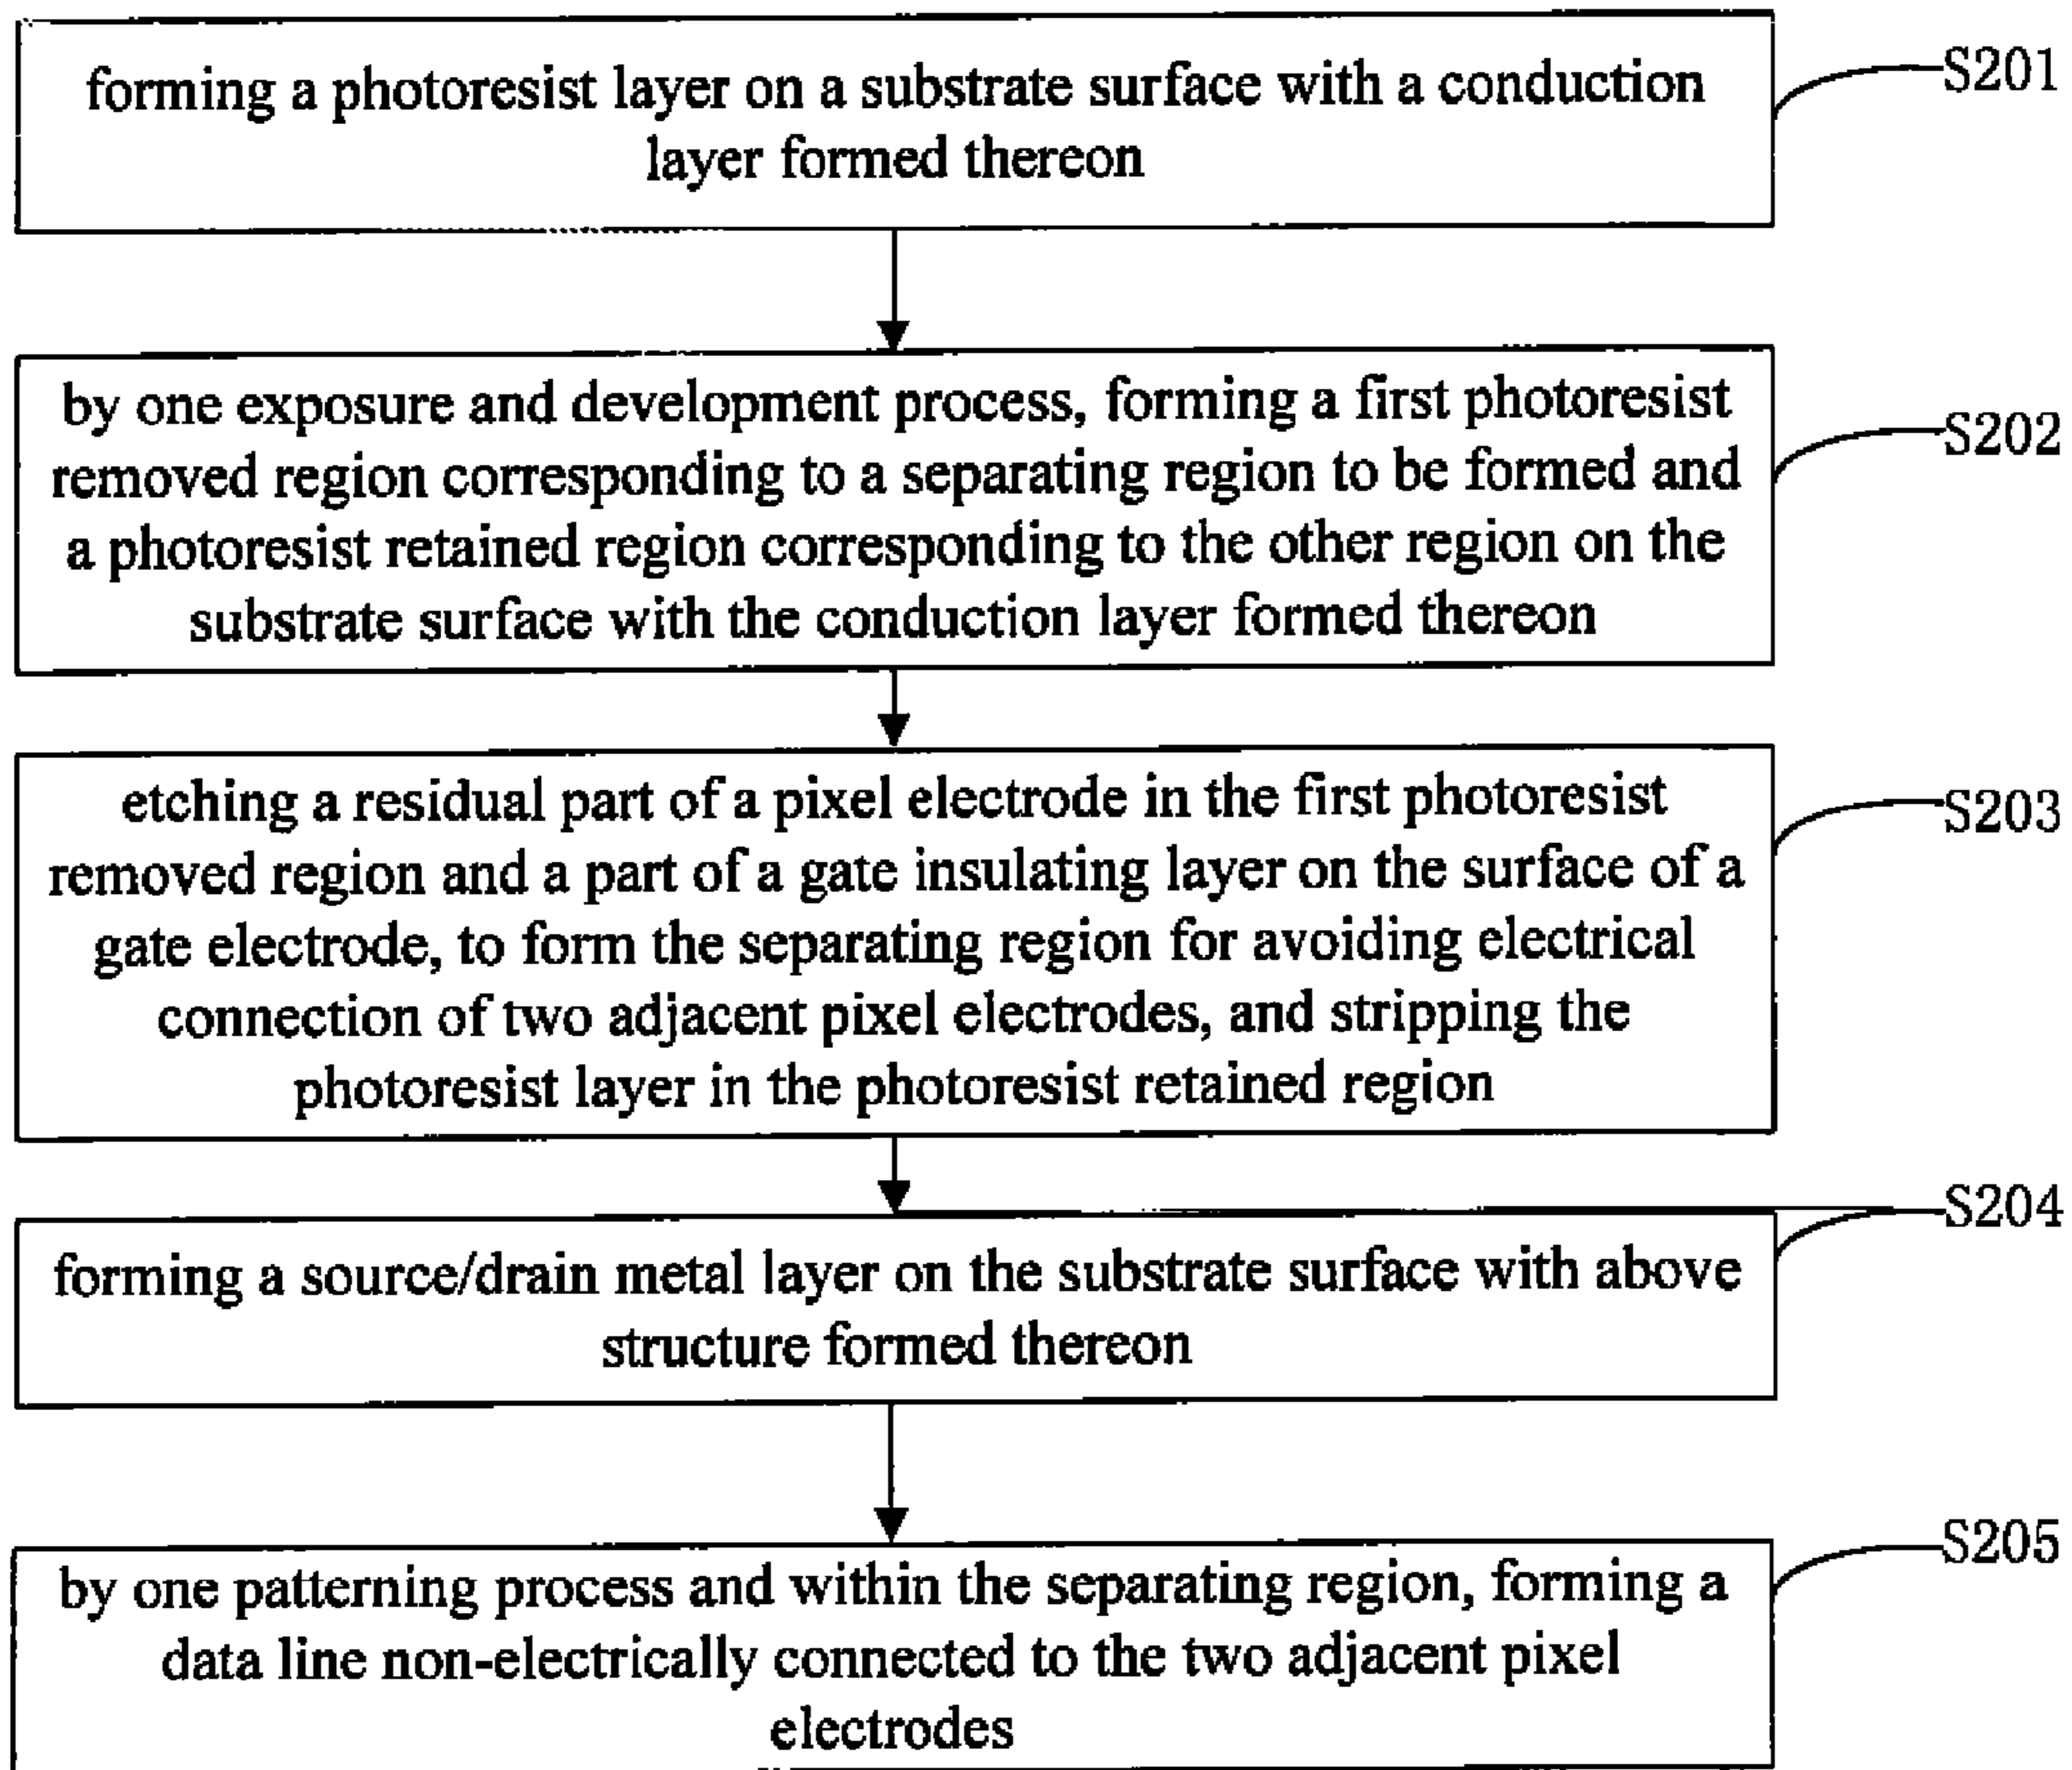 forming a photoresist layer on a substrate surface with a conduction
layer formed thereon
S201
by one exposure and development process, forming a first photoresist
removed region corresponding to a separating region to be formed and
a photoresist retained region corresponding to the other region on the
substrate surface with the conduction layer formed thereon
S202
etching a residual part of a pixel electrode in the first photoresist
removed region and a part of a gate insulating layer on the surface of a
gate electrode, to form the separating region for avoiding electrical
connection of two adjacent pixel electrodes, and stripping the
photoresist layer in the photoresist retained region
S203
forming a source/drain metal layer on the substrate surface with above
structure formed thereon
S204
by one patterning process and within the separating region, forming a
data line non-electrically connected to the two adjacent pixel
electrodes
S205